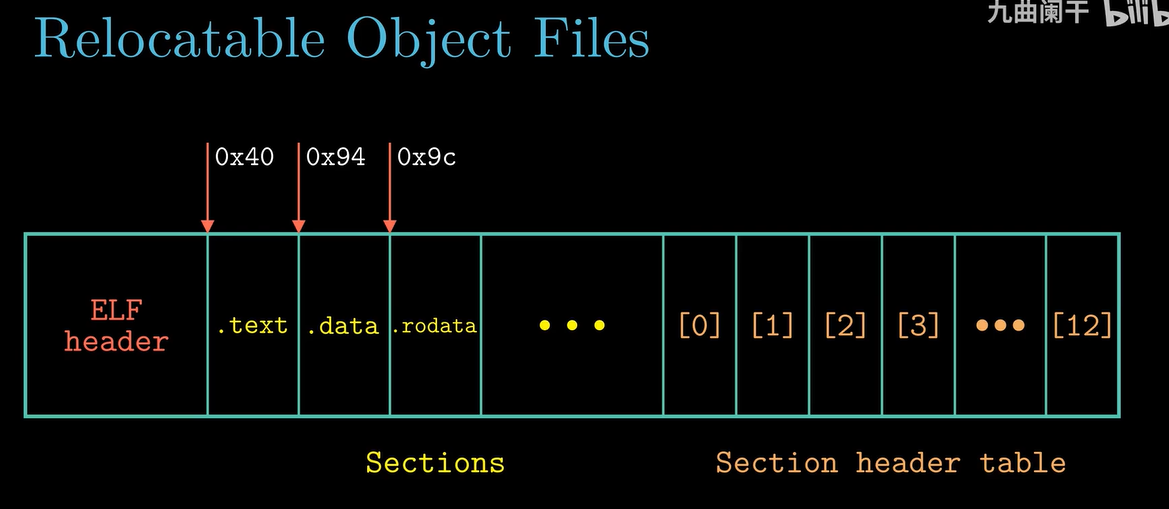 九曲阑干
Relocatable Object Files
0x40 0x94 0x9c
ELF
header
.text .data .rodata ••• [0] [1] [2] [3] ••• [12]
Sections Section header table